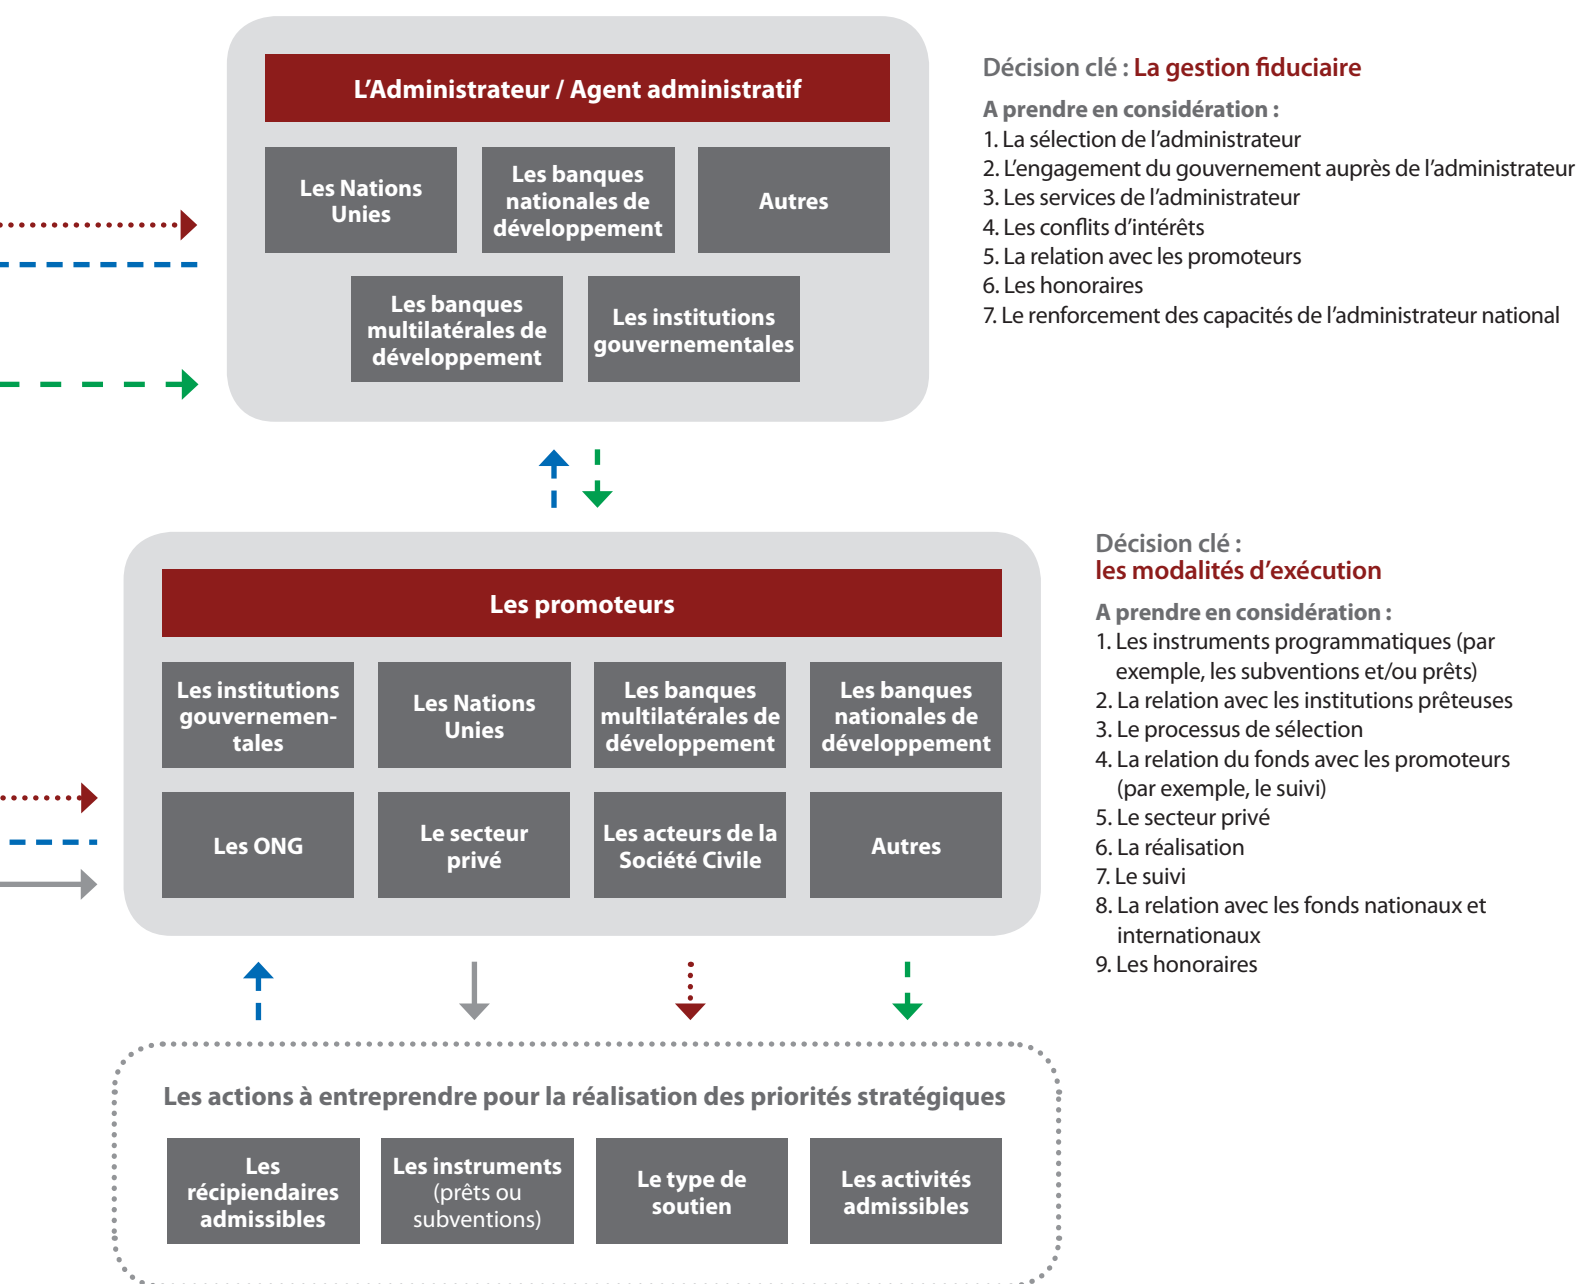 L'Administrateur / Agent administratif
Les Nations
Unies
Les banques
nationales de
développement
Autres
Les banques
multilatérales de
développement
Les institutions
gouvernementales
Décision clé : La gestion fiduciaire
A prendre en considération :
1. La sélection de l'administrateur
2. L'engagement du gouvernement auprès de l'administrateur
3. Les services de l'administrateur
4. Les conflits d'intérêts
5. La relation avec les promoteurs
6. Les honoraires
7. Le renforcement des capacités de l'administrateur national
Les promoteurs
Les institutions
gouvernemen-
tales
Les Nations
Unies
Les banques
multilatérales de
développement
Les banques
nationales de
développement
Les ONG
Le secteur
privé
Les acteurs de la
Société Civile
Autres
Décision clé :
les modalités d'exécution
A prendre en considération :
1. Les instruments programmatiques (par
exemple, les subventions et/ou prêts)
2. La relation avec les institutions prêteuses
3. Le processus de sélection
4. La relation du fonds avec les promoteurs
(par exemple, le suivi)
5. Le secteur privé
6. La réalisation
7. Le suivi
8. La relation avec les fonds nationaux et
internationaux
9. Les honoraires
Les actions à entreprendre pour la réalisation des priorités stratégiques
Les
récipiendaires
admissibles
Les instruments
(prêts ou
subventions)
Le type de
soutien
Les activités
admissibles